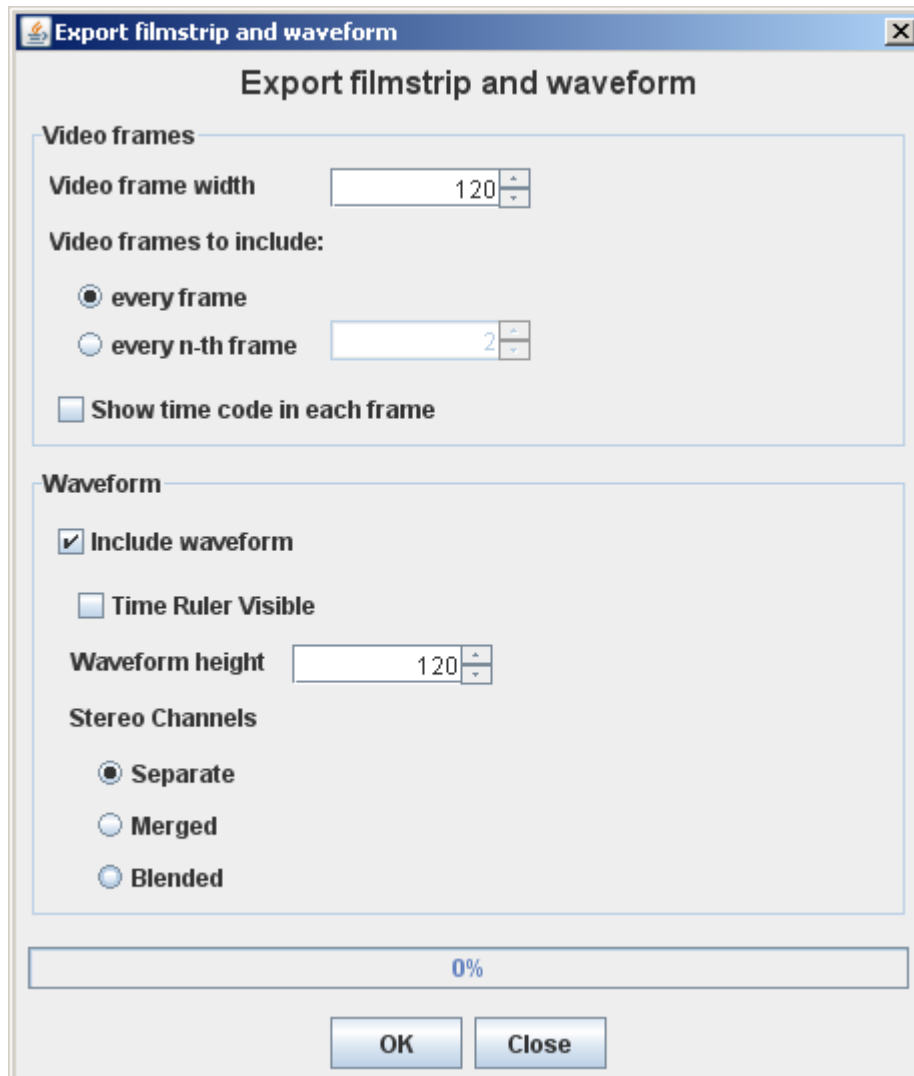 Export filmstrip and waveform
Export filmstrip and waveform
Video frames
Video frame width 120
Video frames to include:
every frame
every n-th frame 2
Show time code in each frame
Waveform
Include waveform
Time Ruler Visible
Waveform height 120
Stereo Channels
Separate
Merged
Blended
0%
OK Close